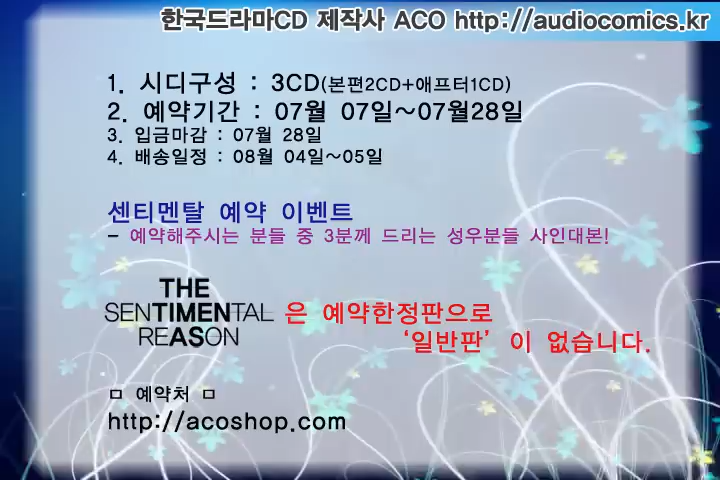 한국드라마CD 제작사 ACO http://audiocomics.kr
1. 시디구성 : 3CD(본편2CD+애프터1CD)
2. 예약기간 : 07월 07일~07월28일
3. 입금마감 : 07월 28일
4. 배송일정 : 08월 04일~05일
센티멘탈 예약 이벤트
- 예약해주시는 분들 중 3분께 드리는 성우분들 사인대본!
THE
SENTIMENTAL
REASON
은 예약한정판으로
‘일반판’ 이 없습니다.
ㅁ 예약처 ㅁ
http://acoshop.com